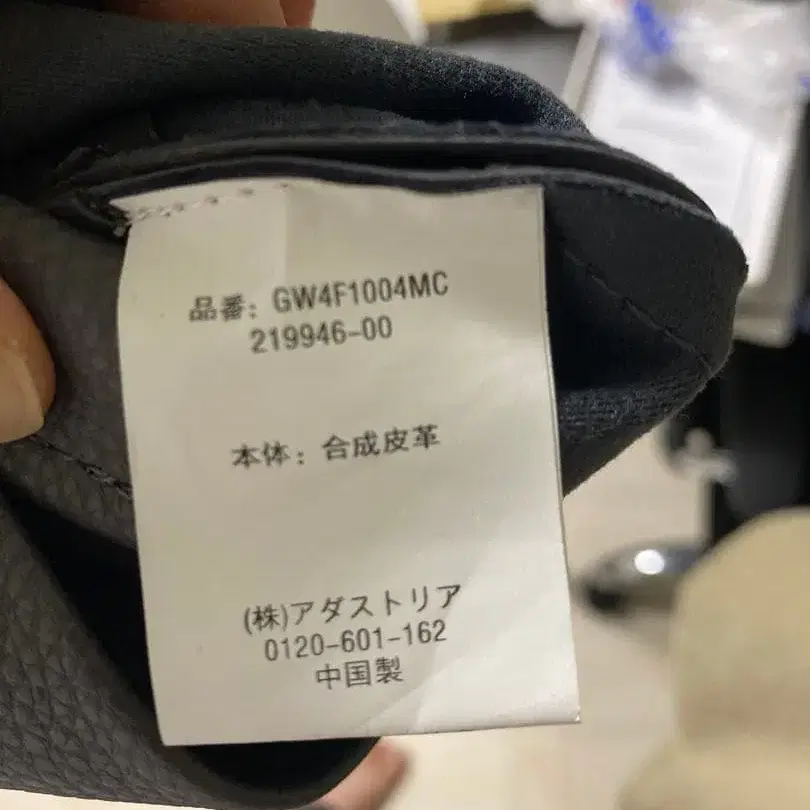 品番: GW4F1004MC
219946-00
本体: 合成皮革
(株)アダストリア
0120-601-162
中国製